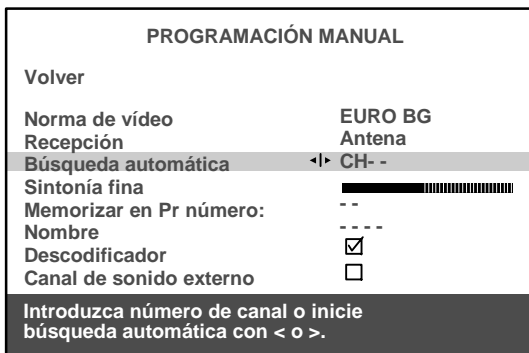 PROGRAMACIÓN MANUAL
Volver
Norma de vídeo EURO BG
Recepción Antena
Búsqueda automática CH- -
Sintonía fina
Memorizar en Pr número: - -
Nombre - - - -
Descodificador
Canal de sonido externo
Introduzca número de canal o inicie
búsqueda automática con < o >.